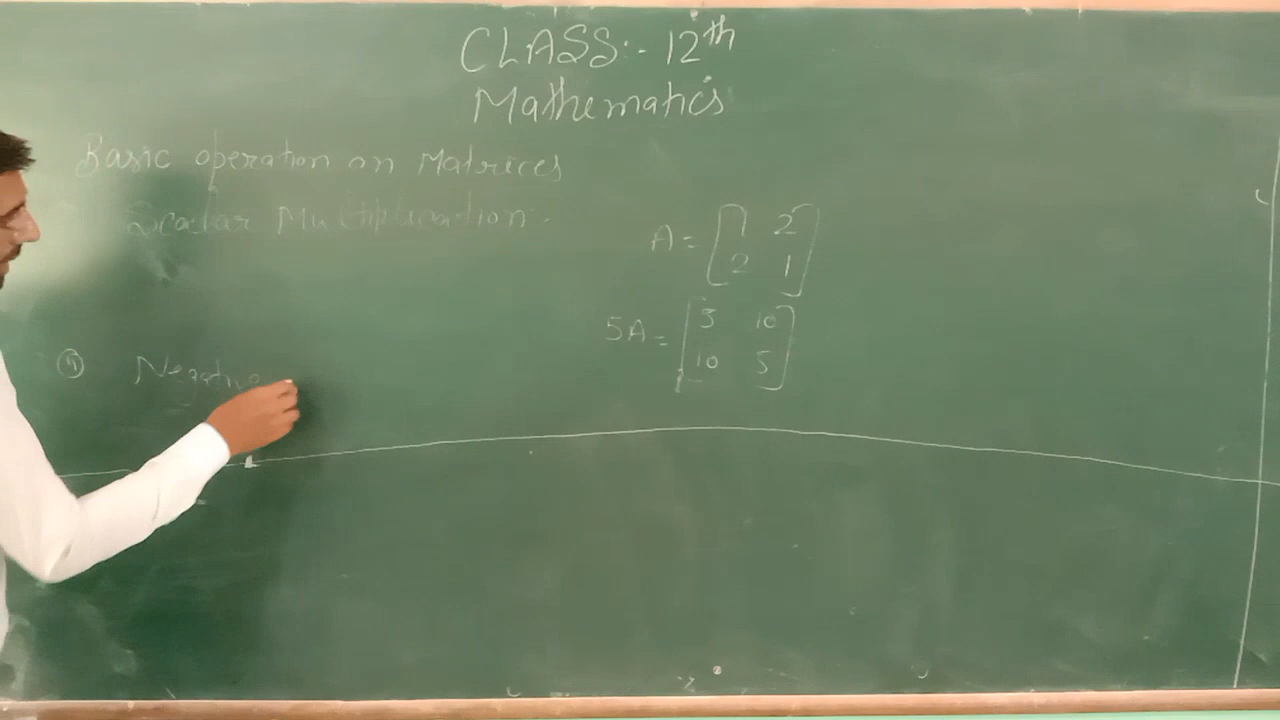 CLASS:- 12th
Mathematics
Basic operation on Matrices
Scalar Multiplication.
A= [1 2
2 1]
5A= [5 10
10 5]
Negative